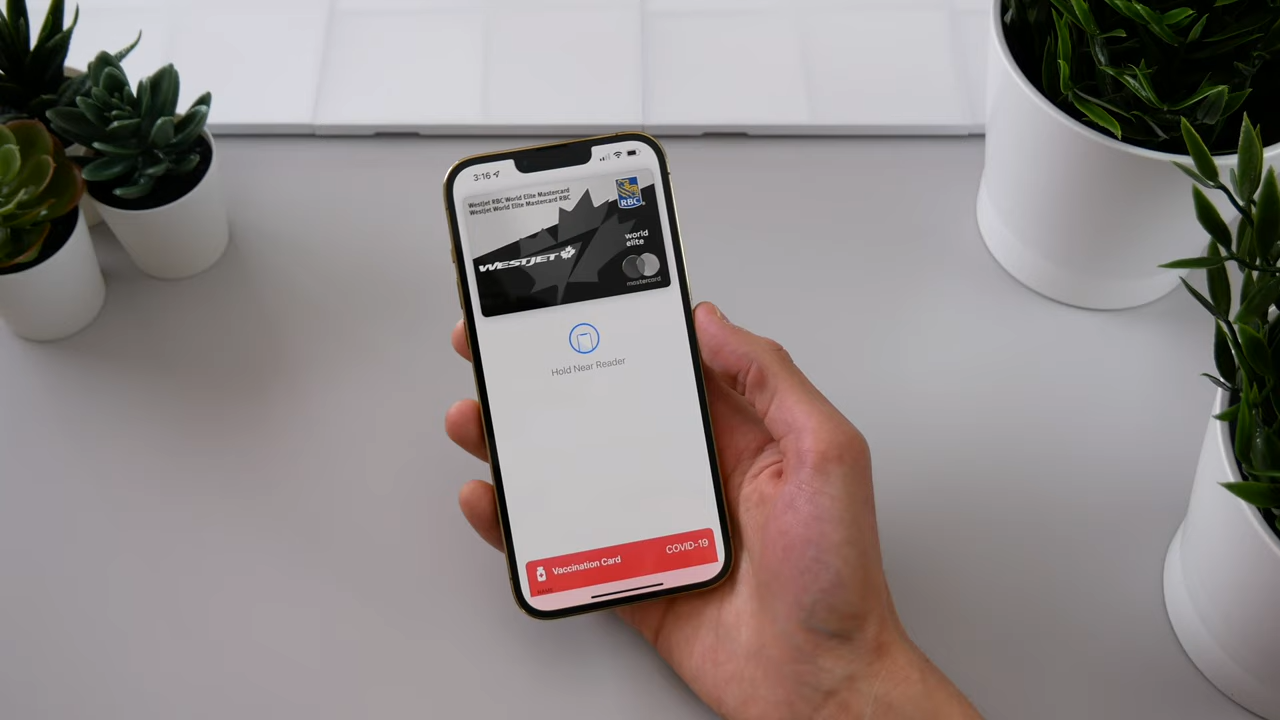 3:16
WestJet RBC World Elite Mastercard
WestJet World Elite Mastercard RBC
RBC
WESTJET
world
elite
mastercard
Hold Near Reader
Vaccination Card
COVID-19